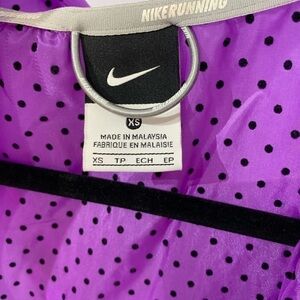 NIKERUNNING
XS
MADE IN MALAYSIA
FABRIQUE EN MALAISIE
XS TP ECH EP